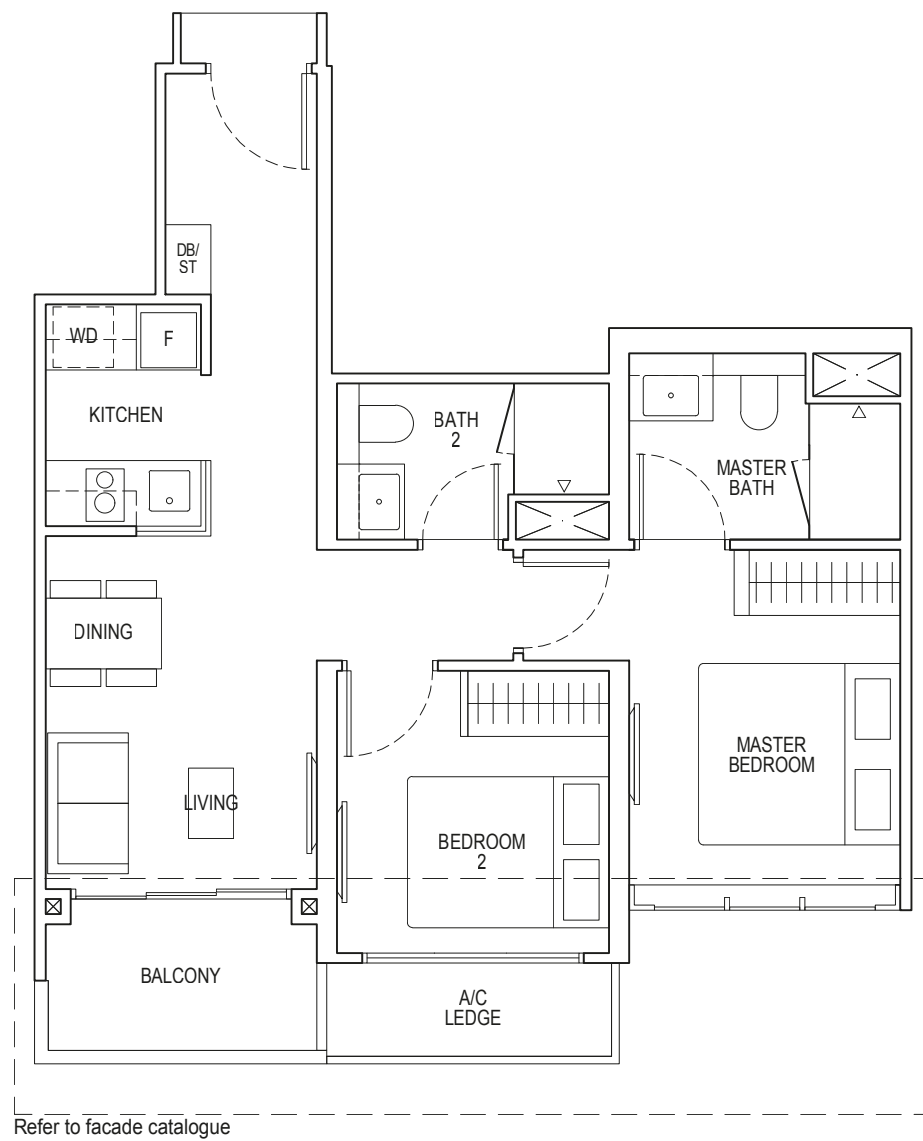 DB/
ST
WD
F
KITCHEN
BATH
2
MASTER
BATH
DINING
MASTER
BEDROOM
LIVING
BEDROOM
2
BALCONY
A/C
LEDGE
Refer to facade catalogue